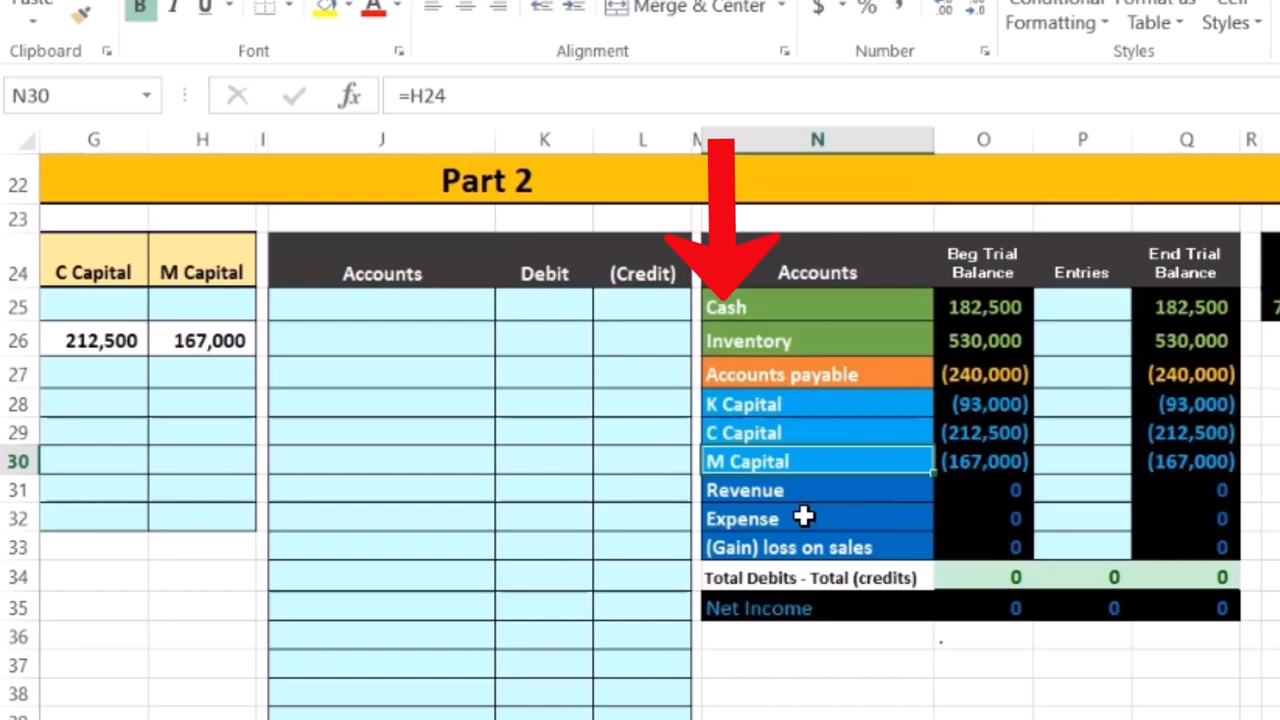 B I U A Merge & Center $ % , .00 .0 Conditional Format as Cell
Formatting Table Styles
Clipboard Font Alignment Number Styles
N30 fx =H24
G H I J K L M N O P Q R
22 Part 2
23
24 C Capital M Capital Accounts Debit (Credit) Accounts Beg Trial Balance Entries End Trial Balance
25 Cash 182,500 182,500
26 212,500 167,000 Inventory 530,000 530,000
27 Accounts payable (240,000) (240,000)
28 K Capital (93,000) (93,000)
29 C Capital (212,500) (212,500)
30 M Capital (167,000) (167,000)
31 Revenue 0 0
32 Expense 0 0
33 (Gain) loss on sales 0 0
34 Total Debits - Total (credits) 0 0 0
35 Net Income 0 0 0
36
37
38